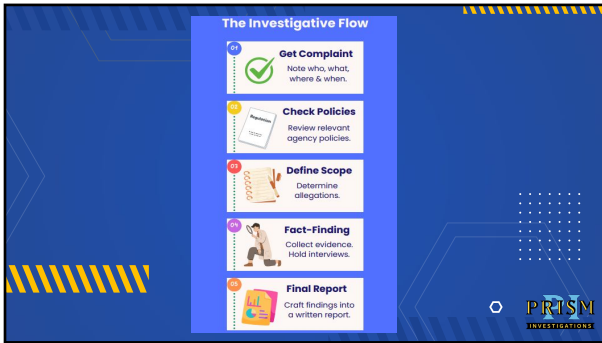 The Investigative Flow
01
Get Complaint
Note who, what,
where & when.
02
Check Policies
Review relevant
agency policies.
Regulation
03
Define Scope
Determine
allegations.
04
Fact-Finding
Collect evidence.
Hold interviews.
05
Final Report
Craft findings into
a written report.
PRISM
PI
INVESTIGATIONS